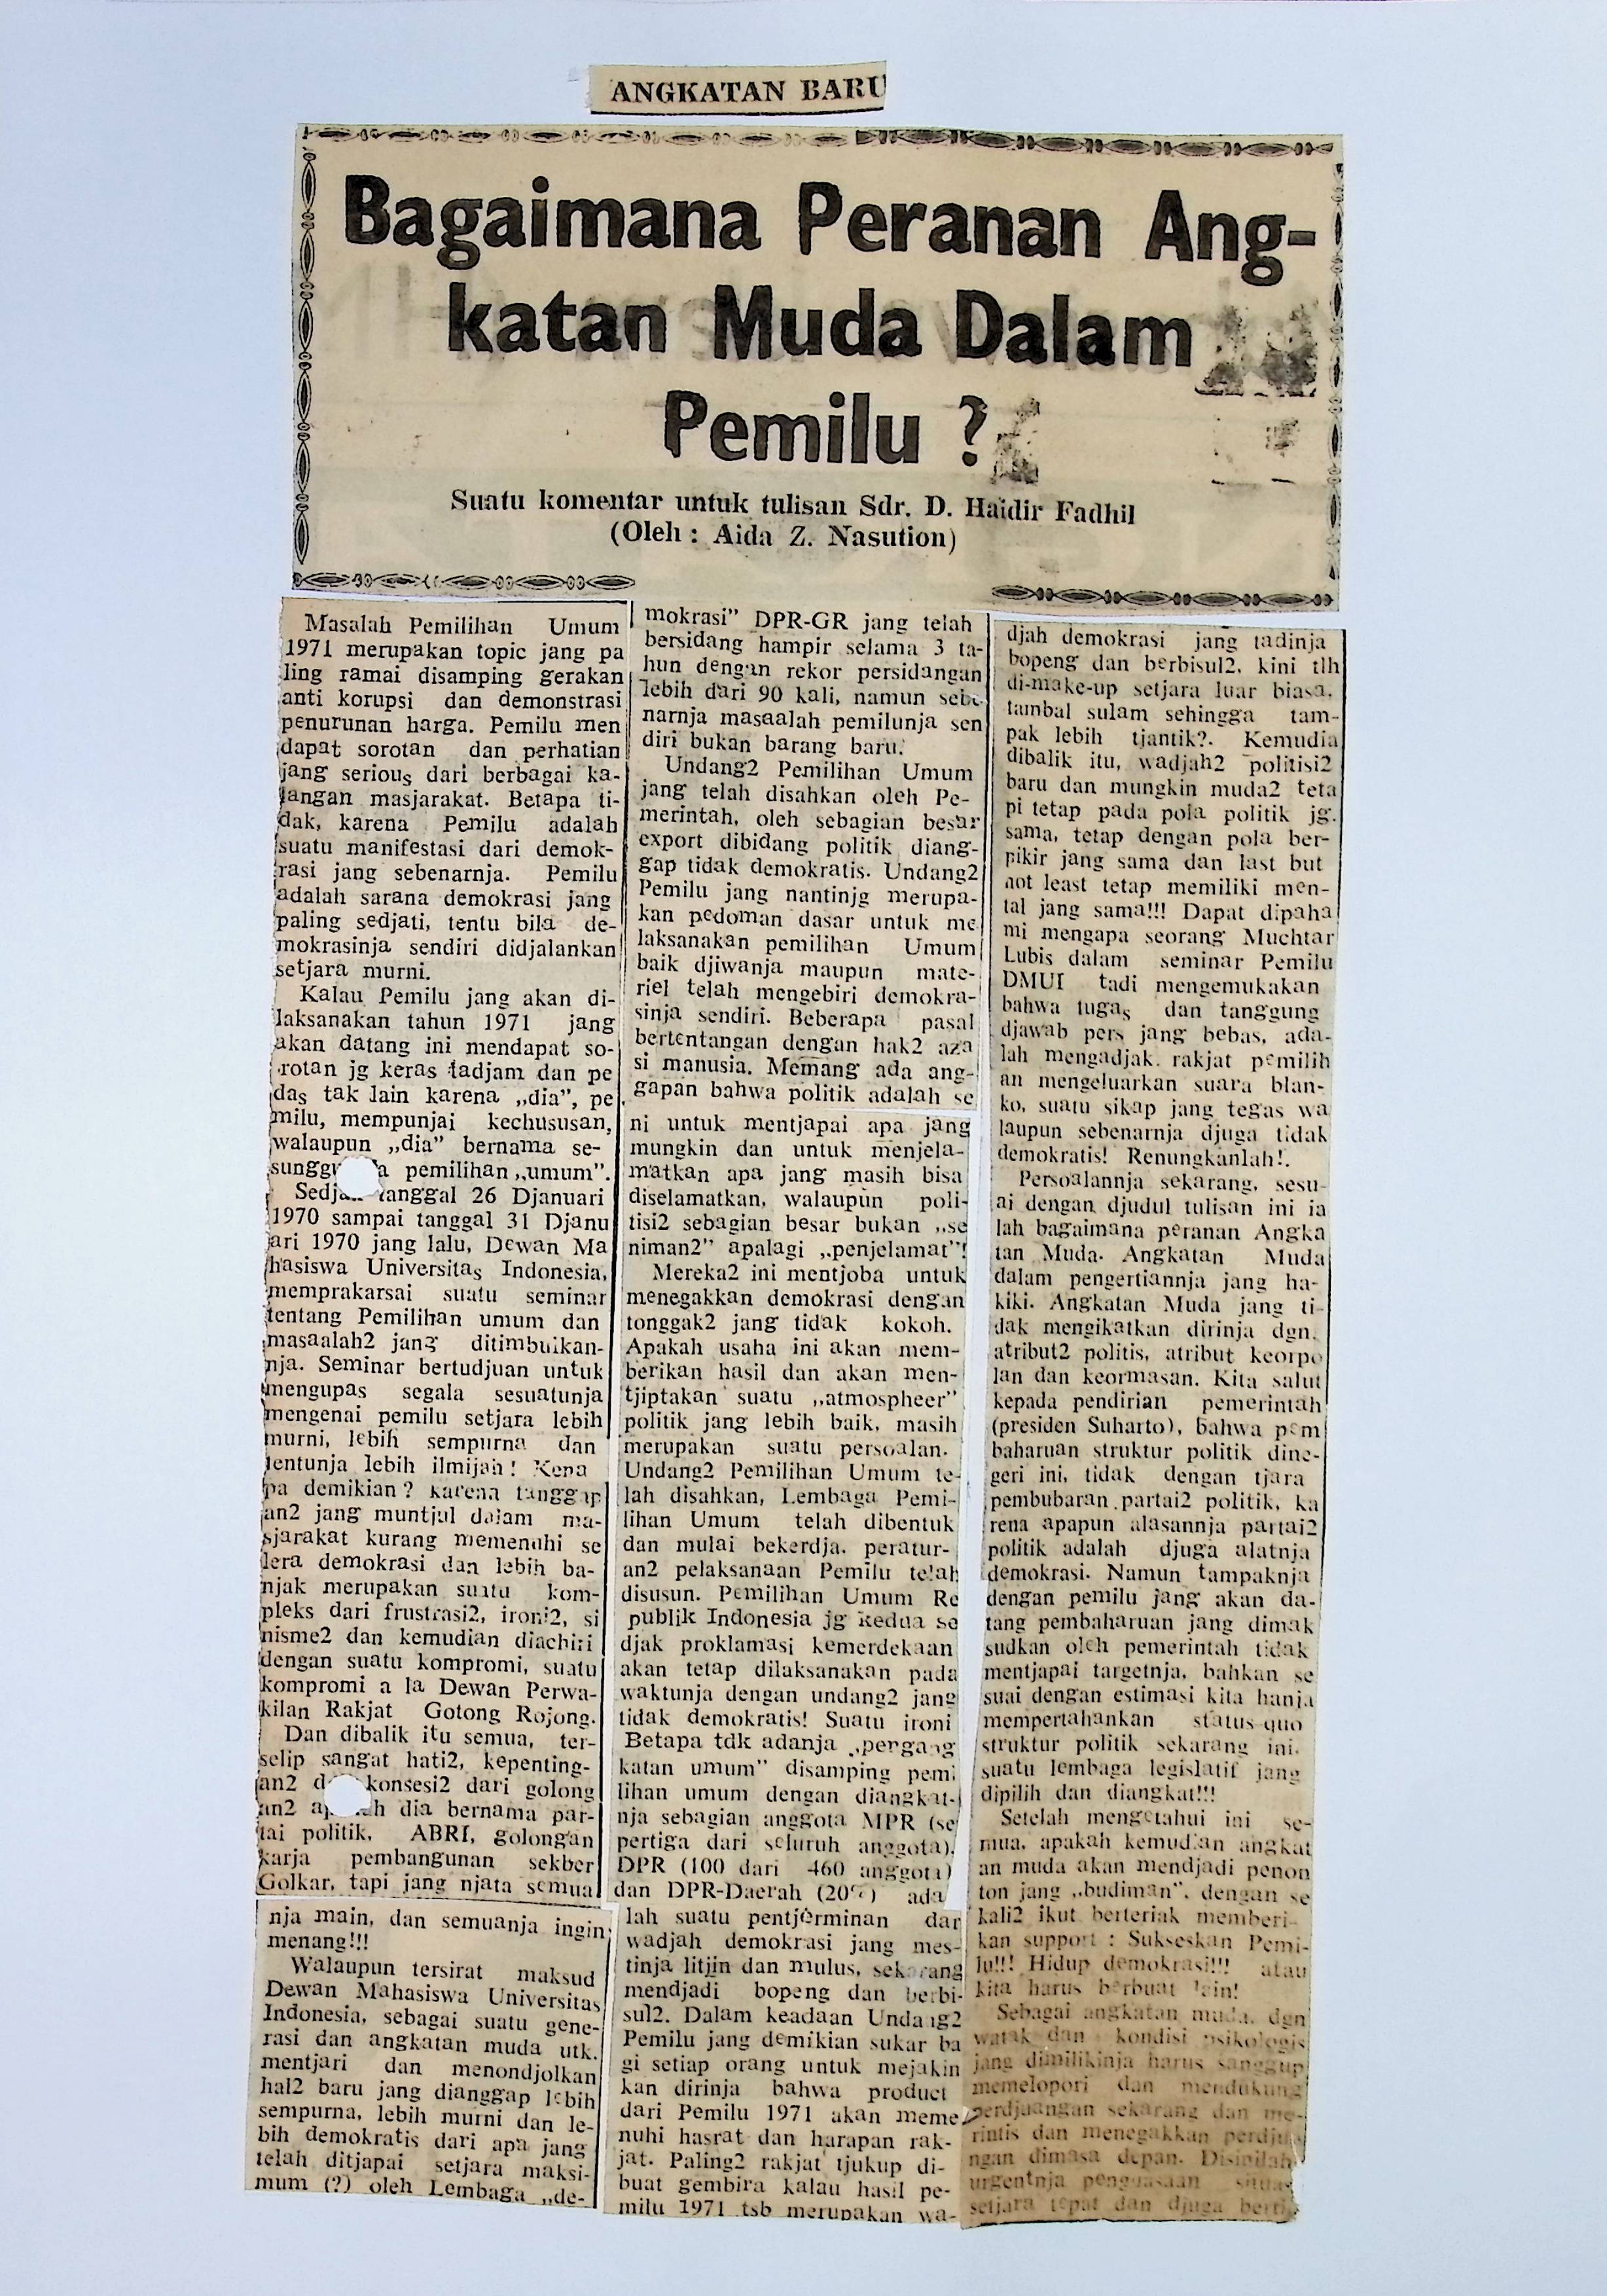 ANGKATAN BARU
Bagaimana Peranan Ang-
katan Muda Dalam
Pemilu ?
Suatu komentar untuk tulisan Sdr. D. Haidir Fadhil
(Oleh : Aida Z. Nasution)
Masalah Pemilihan Umum
1971 merupakan topic jang pa
ling ramai disamping gerakan
anti korupsi dan demonstrasi
penurunan harga. Pemilu men
dapat sorotan dan perhatian
jang serious dari berbagai ka-
langan masjarakat. Betapa ti-
dak, karena Pemilu adalah
suatu manifestasi dari demok-
rasi jang sebenarnja. Pemilu
adalah sarana demokrasi jang
paling sedjati, tentu bila de-
mokrasinja sendiri didjalankan
setjara murni.
Kalau Pemilu jang akan di-
laksanakan tahun 1971 jang
akan datang ini mendapat so-
rotan jg keras tadjam dan pe
das tak lain karena „dia”, pe
milu, mempunjai kechususan,
walaupun „dia” bernama se-
pemilihan „umum”.
tanggal 26 Djanuari
1970 sampai tanggal 31 Djanu
ari 1970 jang lalu, Dewan Ma
hasiswa Universitas Indonesia,
memprakarsai suatu seminar
tentang Pemilihan umum dan
masaalah2 jang ditimbulkan-
nja. Seminar bertudjuan untuk
mengupas segala sesuatunja
mengenai pemilu setjara lebih
murni, lebih sempurna dan
tentunja lebih ilmijah! Kena
pa demikian? karena tanggap
an2 jang muntjul dalam ma-
sjarakat kurang memenuhi se
lera demokrasi dan lebih ba-
njak merupakan suatu kom-
pleks dari frustrasi2, ironi2, si
nisme2 dan kemudian diachiri
dengan suatu kompromi, suatu
kompromi a la Dewan Perwa-
kilan Rakjat Gotong Rojong.
Dan dibalik itu semua, ter-
selip sangat hati2, kepenting-
an2 konsesi2 dari golong
an2 dia bernama par-
tai politik, ABRI, golongan
karja pembangunan sekber
Golkar, tapi jang njata semua
nja main, dan semuanja ingin
menang!!!
Walaupun tersirat maksud
Dewan Mahasiswa Universitas
Indonesia, sebagai suatu gene-
rasi dan angkatan muda utk.
mentjari dan menondjolkan
hal2 baru jang dianggap lebih
sempurna, lebih murni dan le-
bih demokratis dari apa jang
telah ditjapai setjara maksi-
mum (?) oleh Lembaga „de-
mokrasi” DPR-GR jang telah
bersidang hampir selama 3 ta-
hun dengan rekor persidangan
lebih dari 90 kali, namun sebe
narnja masaalah pemilunja sen
diri bukan barang baru.
Undang2 Pemilihan Umum
jang telah disahkan oleh Pe-
merintah, oleh sebagian besar
export dibidang politik diang-
gap tidak demokratis. Undang2
Pemilu jang nantinjg merupa-
kan pedoman dasar untuk me
laksanakan pemilihan Umum
baik djiwanja maupun mate-
riel telah mengebiri demokra-
sinja sendiri. Beberapa pasal
bertentangan dengan hak2 aza
si manusia. Memang ada ang-
gapan bahwa politik adalah se
ni untuk mentjapai apa jang
mungkin dan untuk menjela-
matkan apa jang masih bisa
diselamatkan, walaupun poli-
tisi2 sebagian besar bukan „se
niman2” apalagi „penjelamat”!
Mereka2 ini mentjoba untuk
menegakkan demokrasi dengan
tonggak2 jang tidak kokoh.
Apakah usaha ini akan mem-
berikan hasil dan akan men-
tjiptakan suatu „atmospheer”
politik jang lebih baik, masih
merupakan suatu persoalan.
Undang2 Pemilihan Umum te-
lah disahkan, Lembaga Pemi-
lihan Umum telah dibentuk
dan mulai bekerdja, peratur-
an2 pelaksanaan Pemilu telah
disusun. Pemilihan Umum Re
publik Indonesia jg kedua se
djak proklamasi kemerdekaan
akan tetap dilaksanakan pada
waktunja dengan undang2 jang
tidak demokratis! Suatu ironi
Betapa tdk adanja „pengang
katan umum” disamping pemi
lihan umum dengan diangkat-
nja sebagian anggota MPR (se
pertiga dari seluruh anggota),
DPR (100 dari 460 anggota)
dan DPR-Daerah (20%) ada
lah suatu pentjerminan dar
wadjah demokrasi jang mes-
tinja litjin dan mulus, sekarang
mendjadi bopeng dan berbi-
sul2. Dalam keadaan Undang2
Pemilu jang demikian sukar ba
gi setiap orang untuk mejakin
kan dirinja bahwa product
dari Pemilu 1971 akan meme
nuhi hasrat dan harapan rak-
jat. Paling2 rakjat tjukup di-
buat gembira kalau hasil pe-
milu 1971 tsb merupakan wa-
djah demokrasi jang tadinja
bopeng dan berbisul2, kini tlh
di-make-up setjara luar biasa,
tambal sulam sehingga tam-
pak lebih tjantik?. Kemudia
dibalik itu, wadjah2 politisi2
baru dan mungkin muda2 teta
pi tetap pada pola politik jg.
sama, tetap dengan pola ber-
pikir jang sama dan last but
not least tetap memiliki men-
tal jang sama!!! Dapat dipaha
mi mengapa seorang Muchtar
Lubis dalam seminar Pemilu
DMUI tadi mengemukakan
bahwa tugas dan tanggung
djawab pers jang bebas, ada-
lah mengadjak rakjat pemilih
an mengeluarkan suara blan-
ko, suatu sikap jang tegas wa
laupun sebenarnja djuga tidak
demokratis! Renungkanlah!.
Persoalannja sekarang, sesu-
ai dengan djudul tulisan ini ia
lah bagaimana peranan Angka
tan Muda. Angkatan Muda
dalam pengertiannja jang ha-
kiki. Angkatan Muda jang ti-
dak mengikatkan dirinja dgn.
atribut2 politis, atribut keorpo
lan dan keormasan. Kita salut
kepada pendirian pemerintah
(presiden Suharto), bahwa pem
baharuan struktur politik dine-
geri ini, tidak dengan tjara
pembubaran partai2 politik, ka
rena apapun alasannja partai2
politik adalah djuga alatnja
demokrasi. Namun tampaknja
dengan pemilu jang akan da-
tang pembaharuan jang dimak
sudkan oleh pemerintah tidak
mentjapai targetnja, bahkan se
suai dengan estimasi kita hanja
mempertahankan status-quo
struktur politik sekarang ini,
suatu lembaga legislatif jang
dipilih dan diangkat!!!
Setelah mengetahui ini se-
mua, apakah kemudian angkat
an muda akan mendjadi penon
ton jang „budiman”, dengan se
kali2 ikut berteriak memberi-
kan support : Sukseskan Pemi-
lu!!! Hidup demokrasi!!! atau
kita harus berbuat lain!
Sebagai angkatan muda, dgn
watak dan kondisi psikologis
jang dimilikinja harus sanggup
memelopori dan mendukung
perdjuangan sekarang dan me-
rintis dan menegakkan
ngan dimasa depan. Disinilah
urgentnja penguasaan
setjara tepat dan djuga